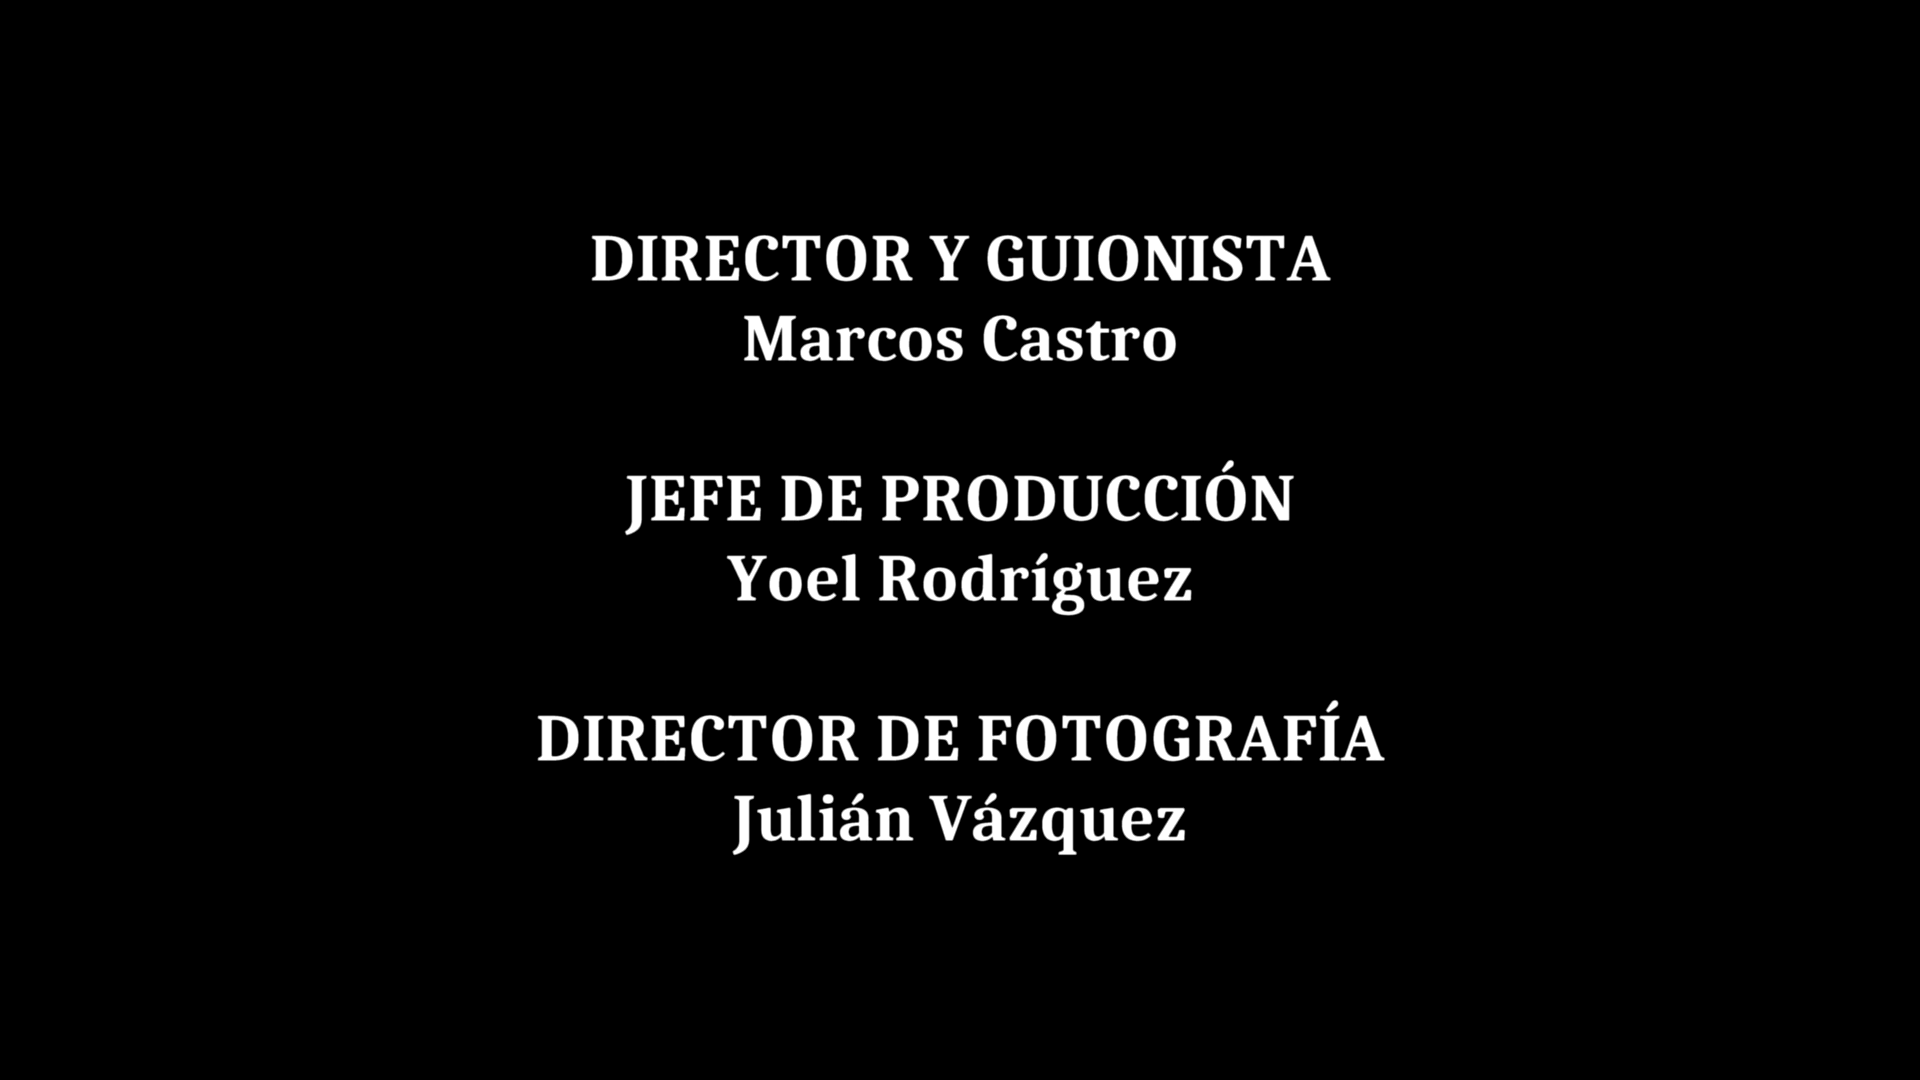 DIRECTOR Y GUIONISTA
Marcos Castro
JEFE DE PRODUCCIÓN
Yoel Rodríguez
DIRECTOR DE FOTOGRAFÍA
Julián Vázquez